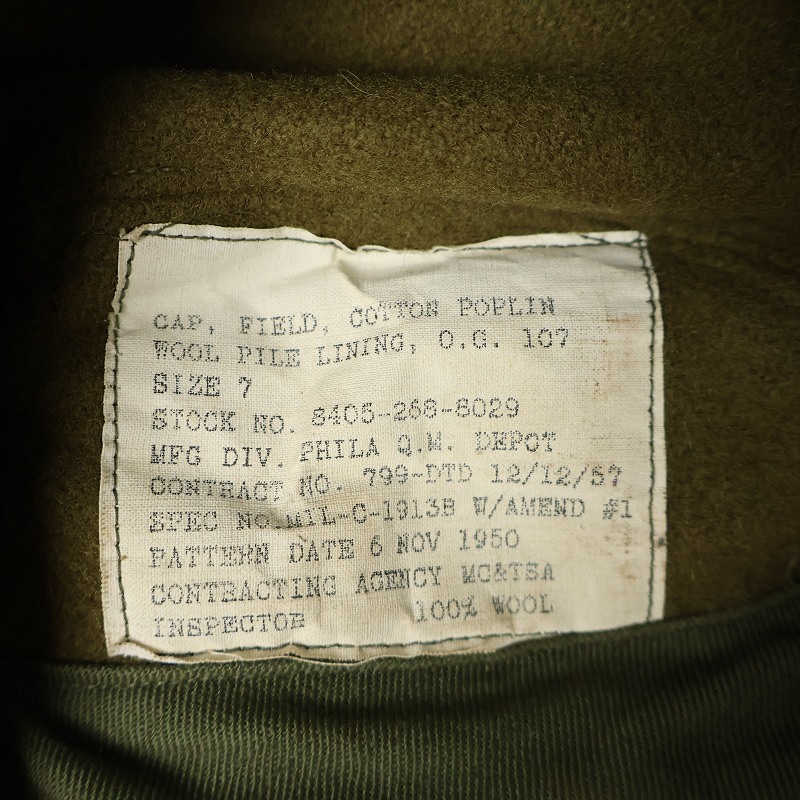 CAP, FIELD, COTTON POPLIN
WOOL PILE LINING, O.G. 107
SIZE 7
STOCK NO. 8405-268-8029
MFG DIV. PHILA Q.M. DEPOT
CONTRACT NO. 799-DTD 12/12/57
SPEC NO.MIL-C-1913B W/AMEND #1
PATTERN DATE 6 NOV 1950
CONTRACTING AGENCY MC&TSA
INSPECTOR 100% WOOL